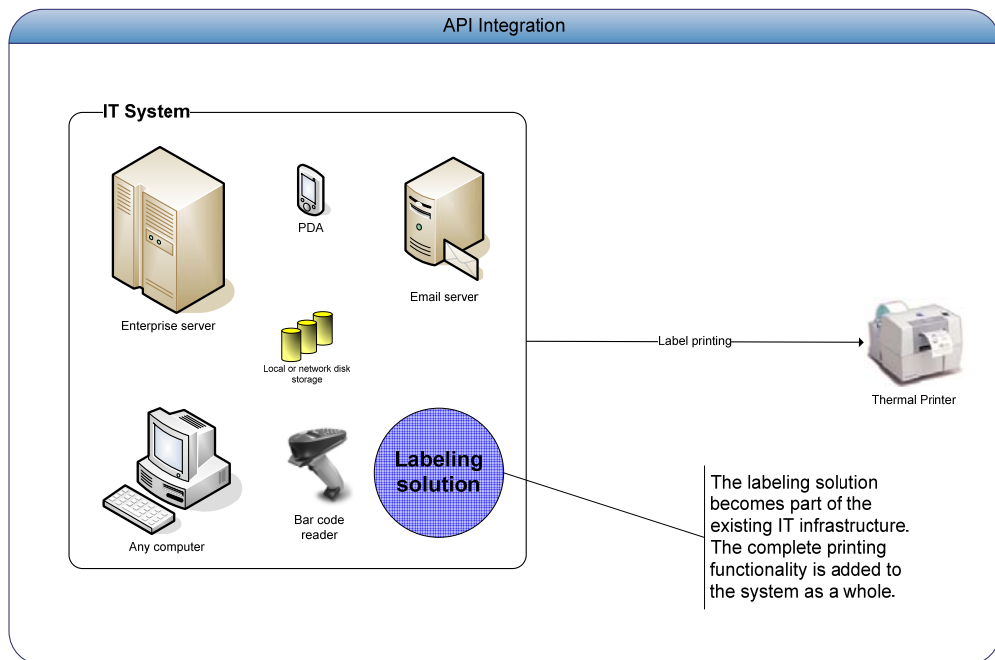 API Integration
IT System
PDA
Email server
Enterprise server
Local or network disk
storage
Label printing
Thermal Printer
Labeling
solution
Bar code
reader
Any computer
The labeling solution
becomes part of the
existing IT infrastructure.
The complete printing
functionality is added to
the system as a whole.